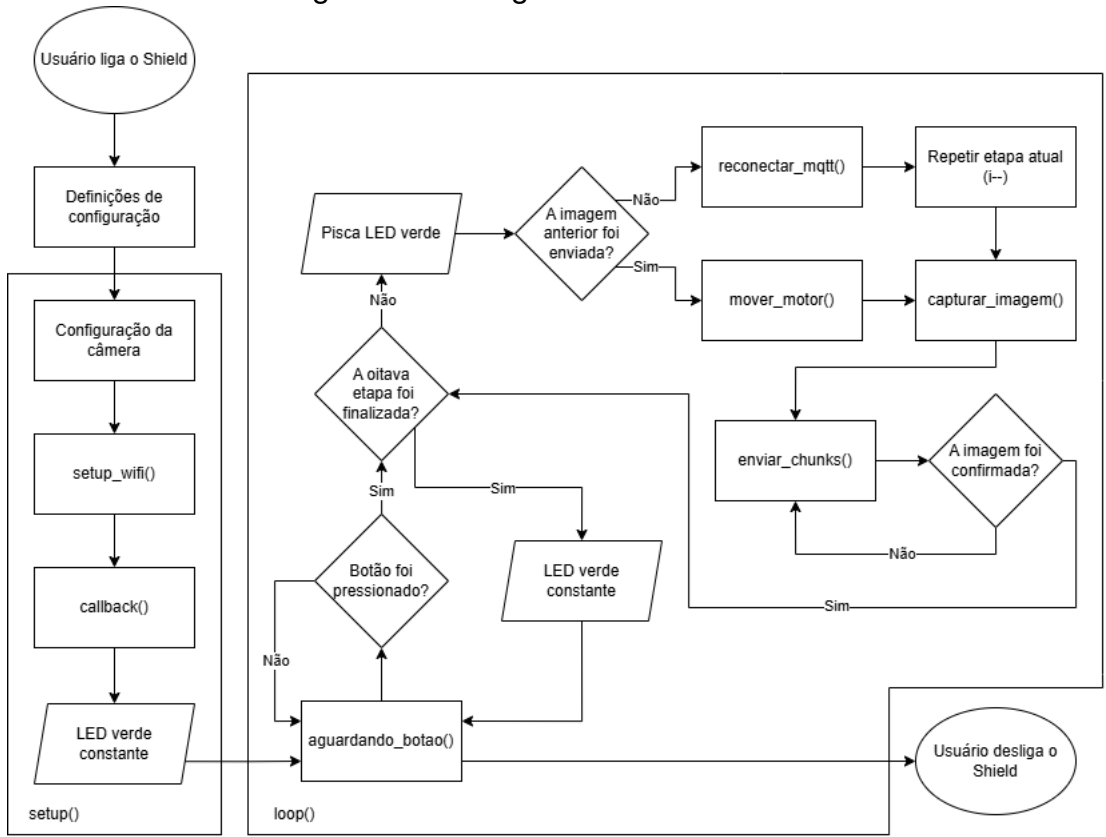 Usuário liga o Shield
Definições de
configuração
Configuração da
câmera
setup_wifi()
callback()
LED verde
constante
setup()
Pisca LED verde
A imagem
anterior foi
enviada?
Não
Sim
reconectar_mqtt()
Repetir etapa atual
(i--)
mover_motor()
capturar_imagem()
Não
A oitava
etapa foi
finalizada?
Sim
Sim
enviar_chunks()
A imagem foi
confirmada?
Não
Sim
Botão foi
pressionado?
Não
LED verde
constante
aguardando_botao()
loop()
Usuário desliga o
Shield